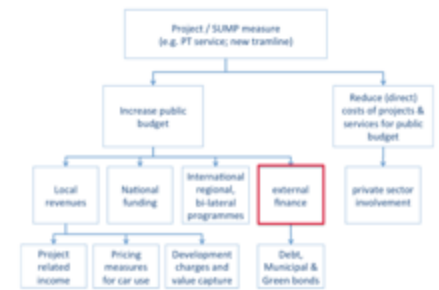 Project / SUMP measure
(e.g. PT service; new tramline)
Increase public
budget
Reduce (direct)
costs of projects &
services for public
budget
Local
revenues
National
funding
International
regional,
bi-lateral
programmes
external
finance
private sector
involvement
Project
related
income
Pricing
measures
for car use
Development
charges and
value capture
Debt,
Municipal &
Green bonds